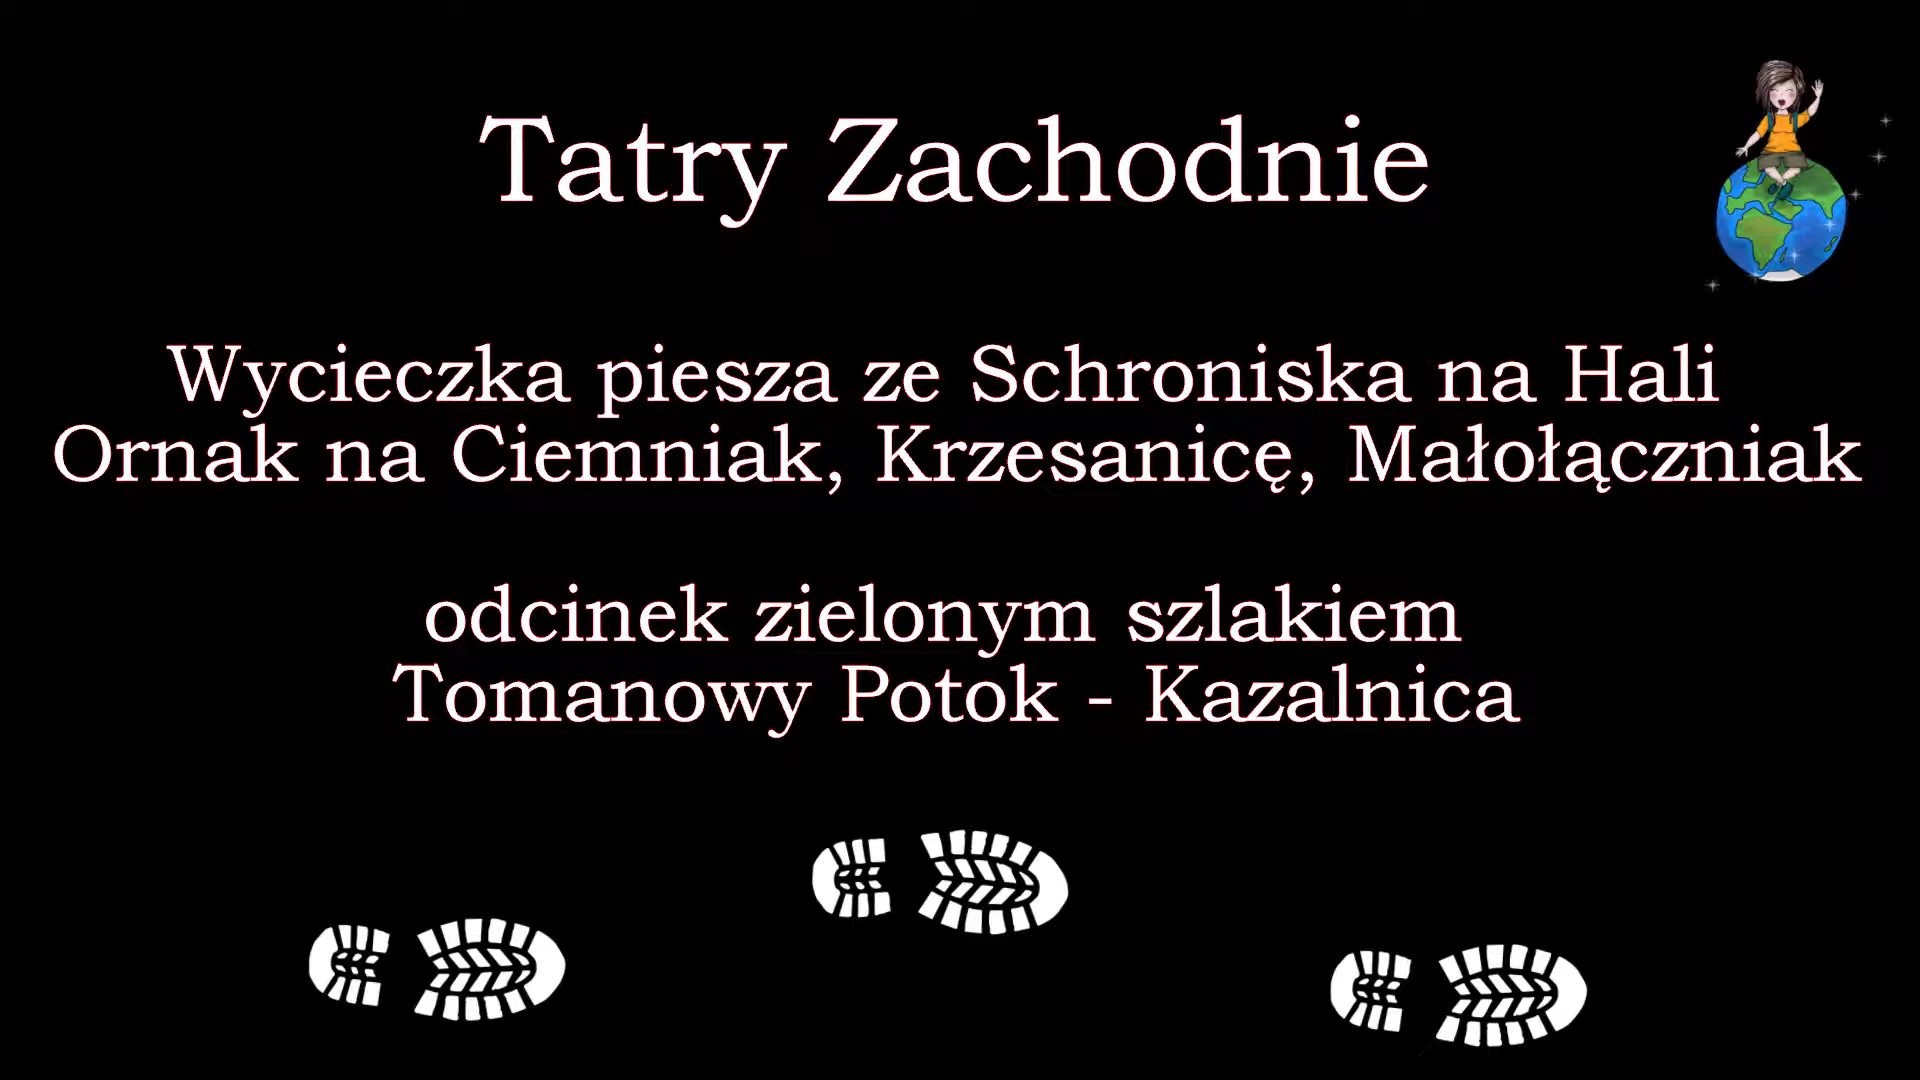 Tatry Zachodnie
Wycieczka piesza ze Schroniska na Hali
Ornak na Ciemniak, Krzesanicę, Małołączniak
odcinek zielonym szlakiem
Tomanowy Potok - Kazalnica